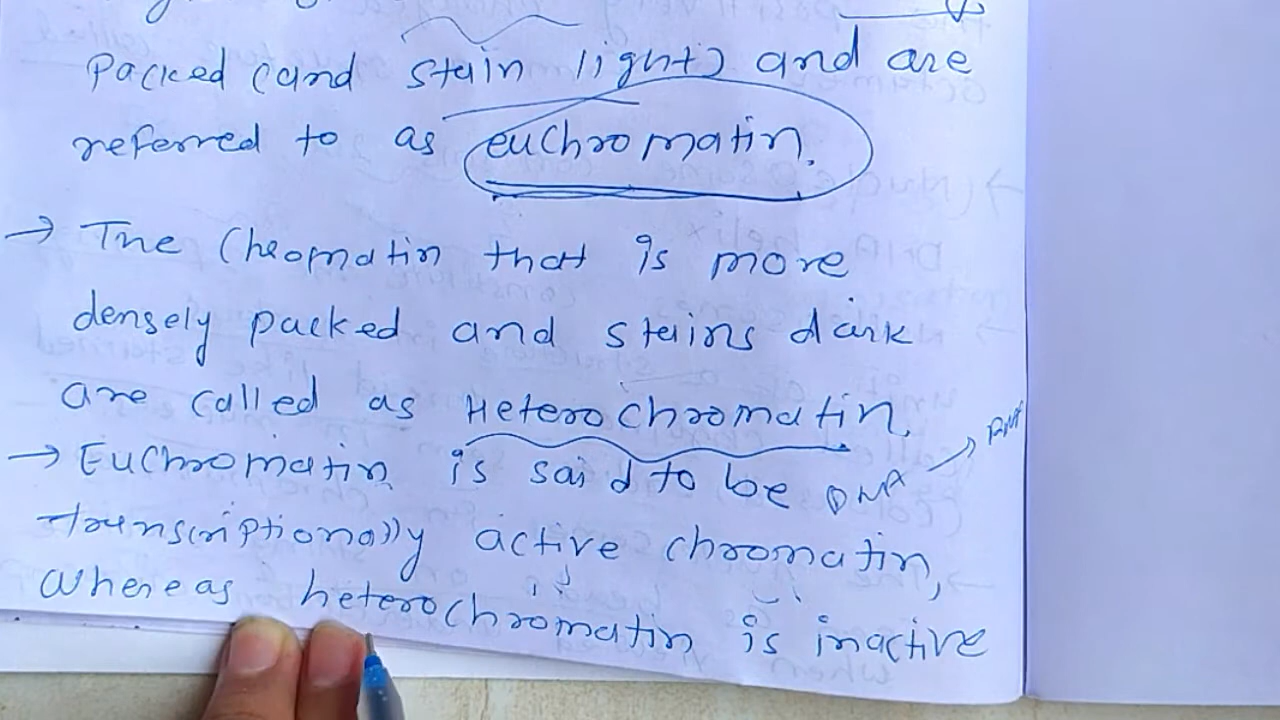 Packed (and stain light) and are
referred to as euchromatin.
→ The Chromatin that is more
densely packed and stains dark
are called as Heterochromatin.
→ Euchromatin is said to be DNA → RNA
transcriptionally active chromatin,
whereas heterochromatin is inactive